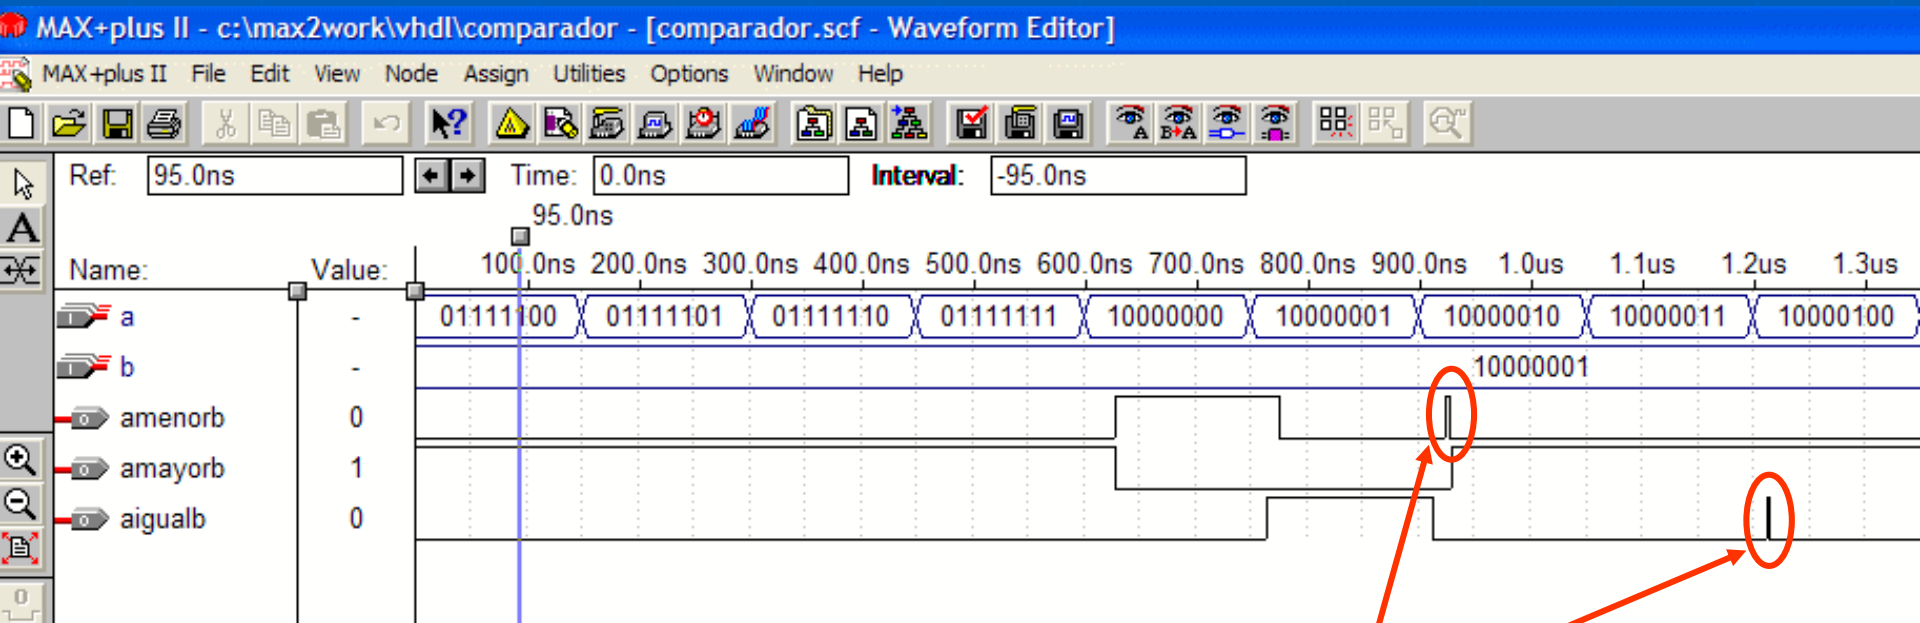 MAX+plus II - c:\max2work\vhdl\comparador - [comparador.scf - Waveform Editor]
MAX+plus II File Edit View Node Assign Utilities Options Window Help
Ref: 95.0ns Time: 0.0ns Interval: -95.0ns
95.0ns
Name: Value: 100.0ns 200.0ns 300.0ns 400.0ns 500.0ns 600.0ns 700.0ns 800.0ns 900.0ns 1.0us 1.1us 1.2us 1.3us
a - 01111100 01111101 01111110 01111111 10000000 10000001 10000010 10000011 10000100
b - 10000001
amenorb 0
amayorb 1
aigualb 0